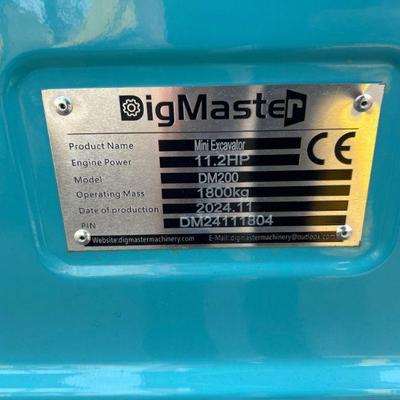 DigMaster
Product Name Mini Excavator
Engine Power 11.2HP
CE
Model DM200
Operating Mass 1800kg
Date of production 2024.11
PIN DM24111804
Website:digmastermachinery.com E-Mail:digmastermachinery@outlook.com